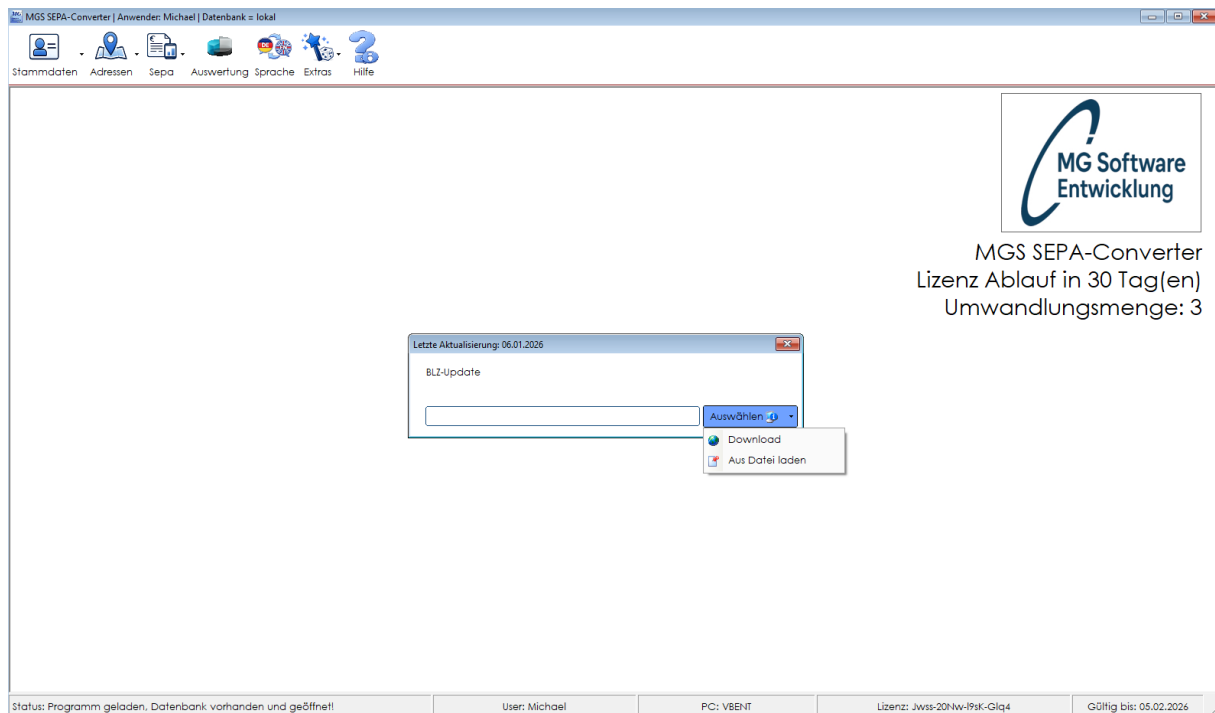 MGS SEPA-Converter | Anwender: Michael | Datenbank = lokal
Stammdaten Adressen Sepa Auswertung Sprache Extras Hilfe
MG Software
Entwicklung
MGS SEPA-Converter
Lizenz Ablauf in 30 Tag(en)
Umwandlungsmenge: 3
Letzte Aktualisierung: 06.01.2026
BLZ-Update
Auswählen
Download
Aus Datei laden
Status: Programm geladen, Datenbank vorhanden und geöffnet! User: Michael PC: VBENT Lizenz: Jwss-20Nw-l9sK-Glq4 Gültig bis: 05.02.2026